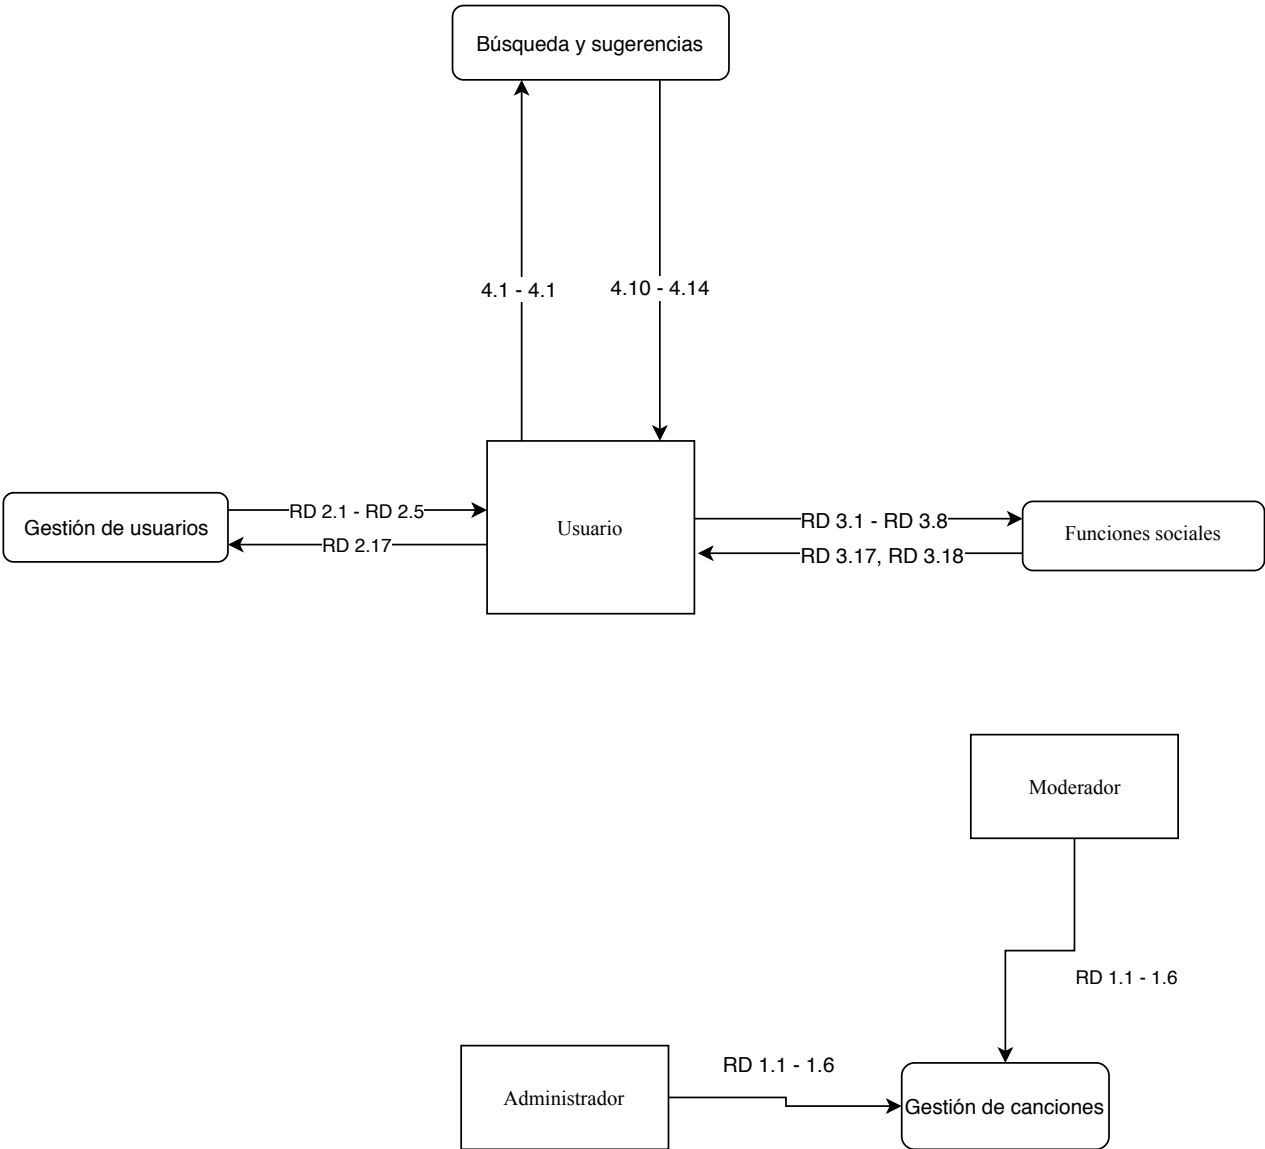 Búsqueda y sugerencias
4.1 - 4.1
4.10 - 4.14
Gestión de usuarios
RD 2.1 - RD 2.5
RD 2.17
Usuario
RD 3.1 - RD 3.8
RD 3.17, RD 3.18
Funciones sociales
Moderador
RD 1.1 - 1.6
Administrador
RD 1.1 - 1.6
Gestión de canciones